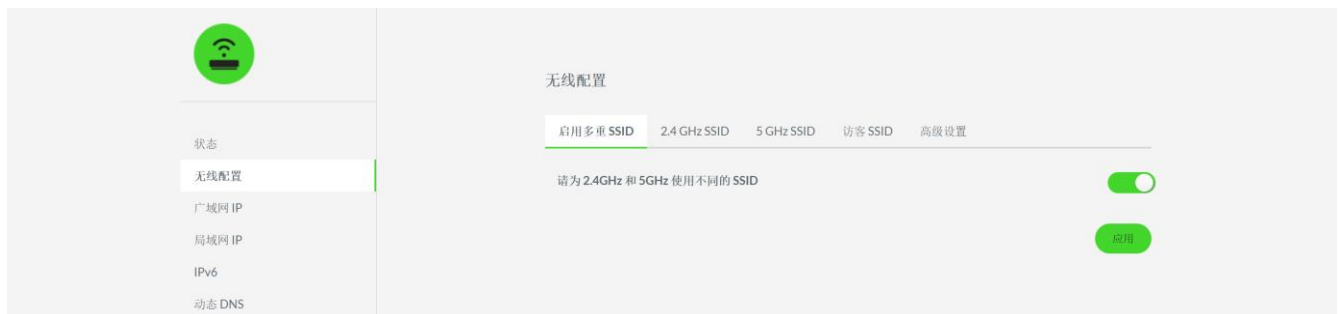 无线配置
启用多重 SSID 2.4 GHz SSID 5 GHz SSID 访客 SSID 高级设置
请为 2.4GHz 和 5GHz 使用不同的 SSID
应用
状态
无线配置
广域网 IP
局域网 IP
IPv6
动态 DNS